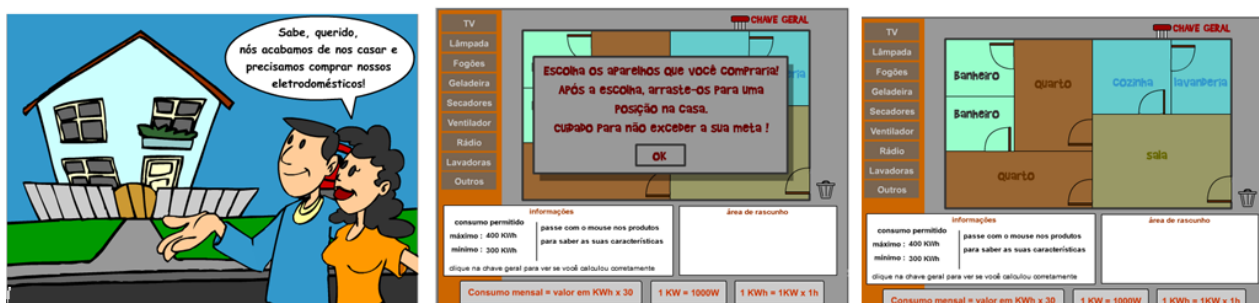 Sabe, querido,
nós acabamos de nos casar e
precisamos comprar nossos
eletrodomésticos!
TV
Lâmpada
Fogões
Geladeira
Secadores
Ventilador
Rádio
Lavadoras
Outros
CHAVE GERAL
Escolha os aparelhos que você compraria!
Após a escolha, arraste-os para uma
posição na casa.
Cuidado para não exceder a sua meta !
OK
informações
consumo permitido
máximo : 400 KWh
mínimo : 300 KWh
passe com o mouse nos produtos
para saber as suas características
clique na chave geral para ver se você calculou corretamente
área de rascunho
Consumo mensal = valor em KWh x 30
1 KW = 1000W
1 KWh = 1KW x 1h
TV
Lâmpada
Fogões
Geladeira
Secadores
Ventilador
Rádio
Lavadoras
Outros
CHAVE GERAL
Banheiro
Banheiro
quarto
cozinha
lavanderia
sala
quarto
informações
consumo permitido
máximo : 400 KWh
mínimo : 300 KWh
passe com o mouse nos produtos
para saber as suas características
clique na chave geral para ver se você calculou corretamente
área de rascunho
Consumo mensal = valor em KWh x 30
1 KW = 1000W
1 KWh = 1KW x 1h